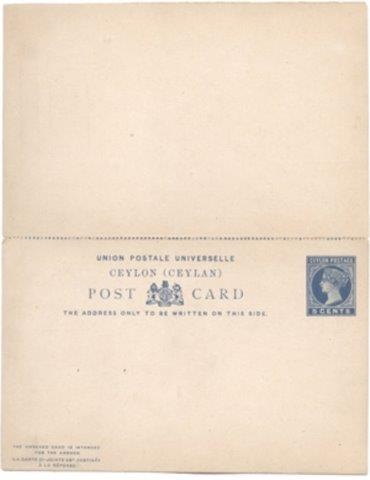 UNION POSTALE UNIVERSELLE
CEYLON (CEYLAN)
POST CARD
THE ADDRESS ONLY TO BE WRITTEN ON THIS SIDE.
CEYLON POSTAGE
5 CENTS
THE ANNEXED CARD IS INTENDED
FOR THE ANSWER.
LA CARTE CI-JOINTE EST DESTINÉE
À LA RÉPONSE.